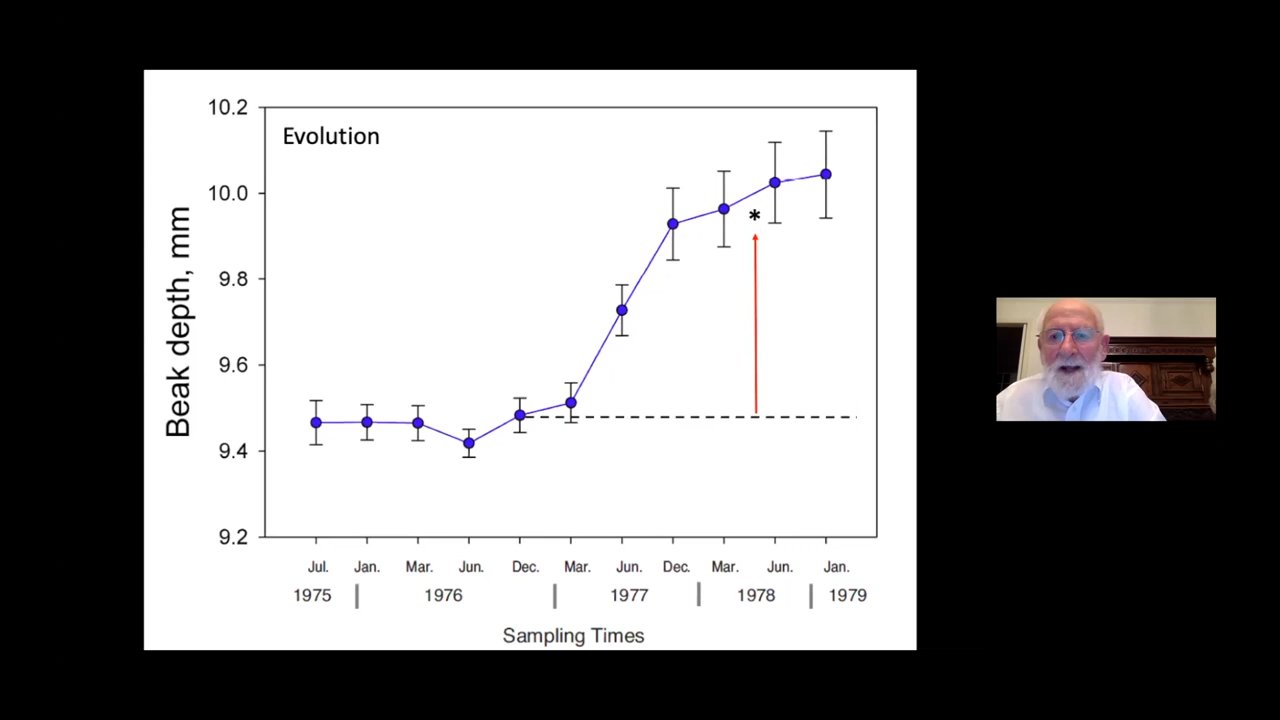 Evolution
10.2
10.0
9.8
9.6
9.4
9.2
Beak depth, mm
*
Jul. Jan. Mar. Jun. Dec. Mar. Jun. Dec. Mar. Jun. Jan.
1975 | 1976 | 1977 | 1978 | 1979
Sampling Times